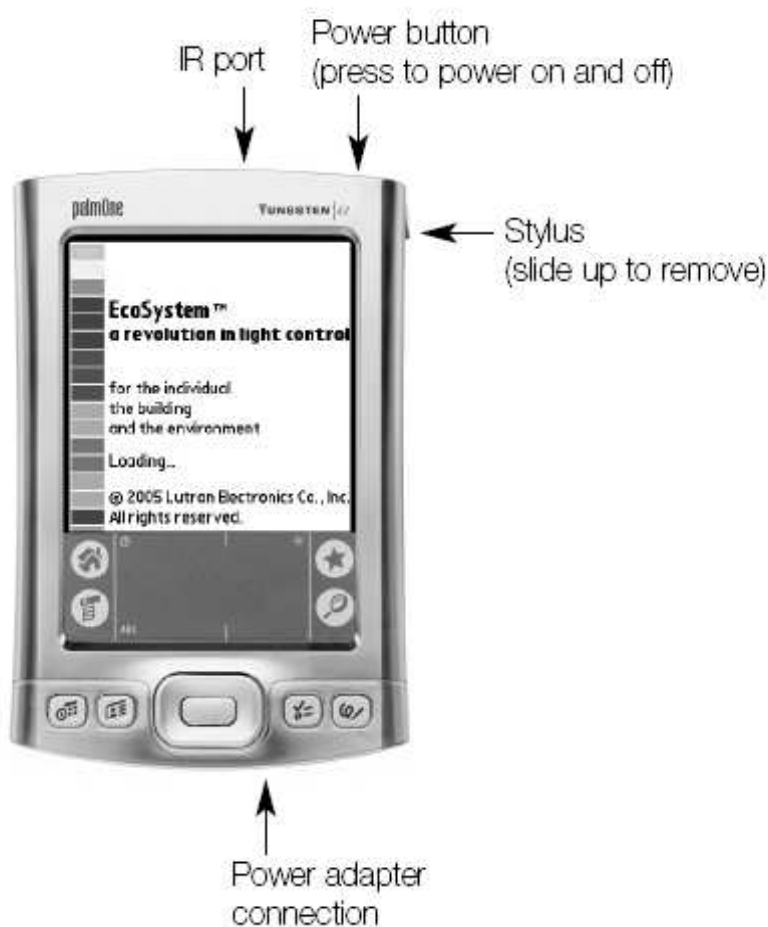 Power button
IR port
(press to power on and off)
palmOne
TUNGSTEN
Stylus
(slide up to remove)
EcoSystem™
a revolution in light control
for the individual
the building
and the environment
Loading...
© 2005 Lutron Electronics Co., Inc.
All rights reserved.
ABC
Power adapter
connection